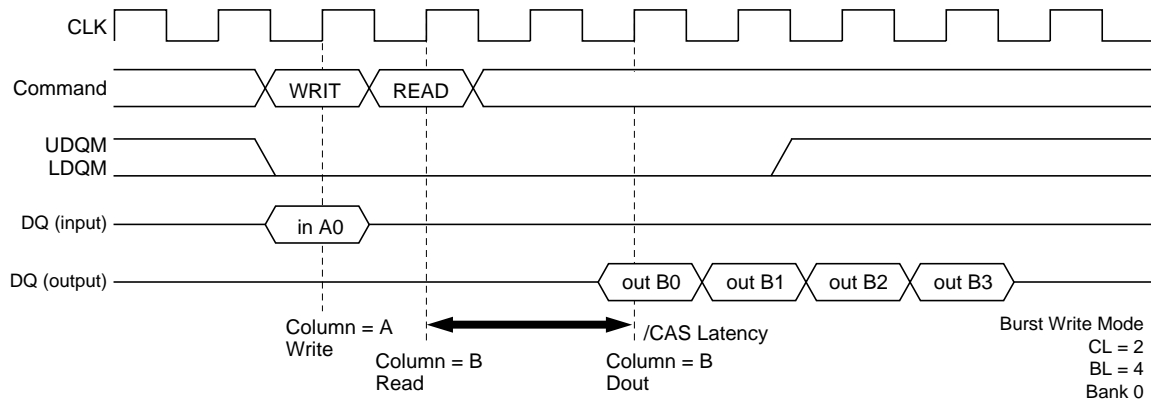 CLK
Command
WRIT
READ
UDQM
LDQM
DQ (input)
in A0
DQ (output)
out B0
out B1
out B2
out B3
Column = A
Write
Column = B
Read
/CAS Latency
Column = B
Dout
Burst Write Mode
CL = 2
BL = 4
Bank 0